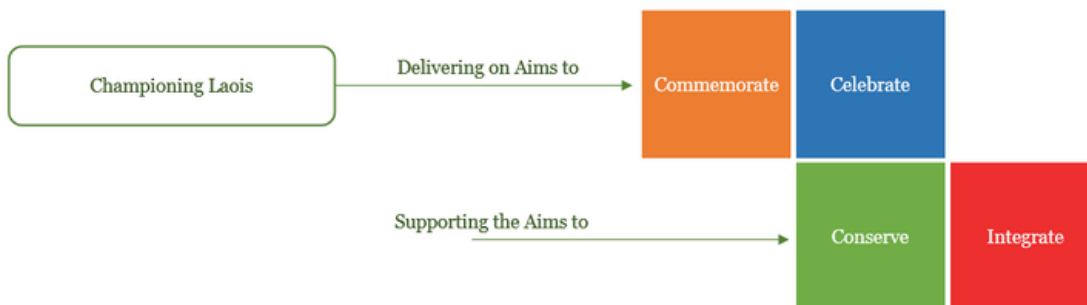 Championing Laois
Delivering on Aims to
Commemorate
Celebrate
Supporting the Aims to
Conserve
Integrate